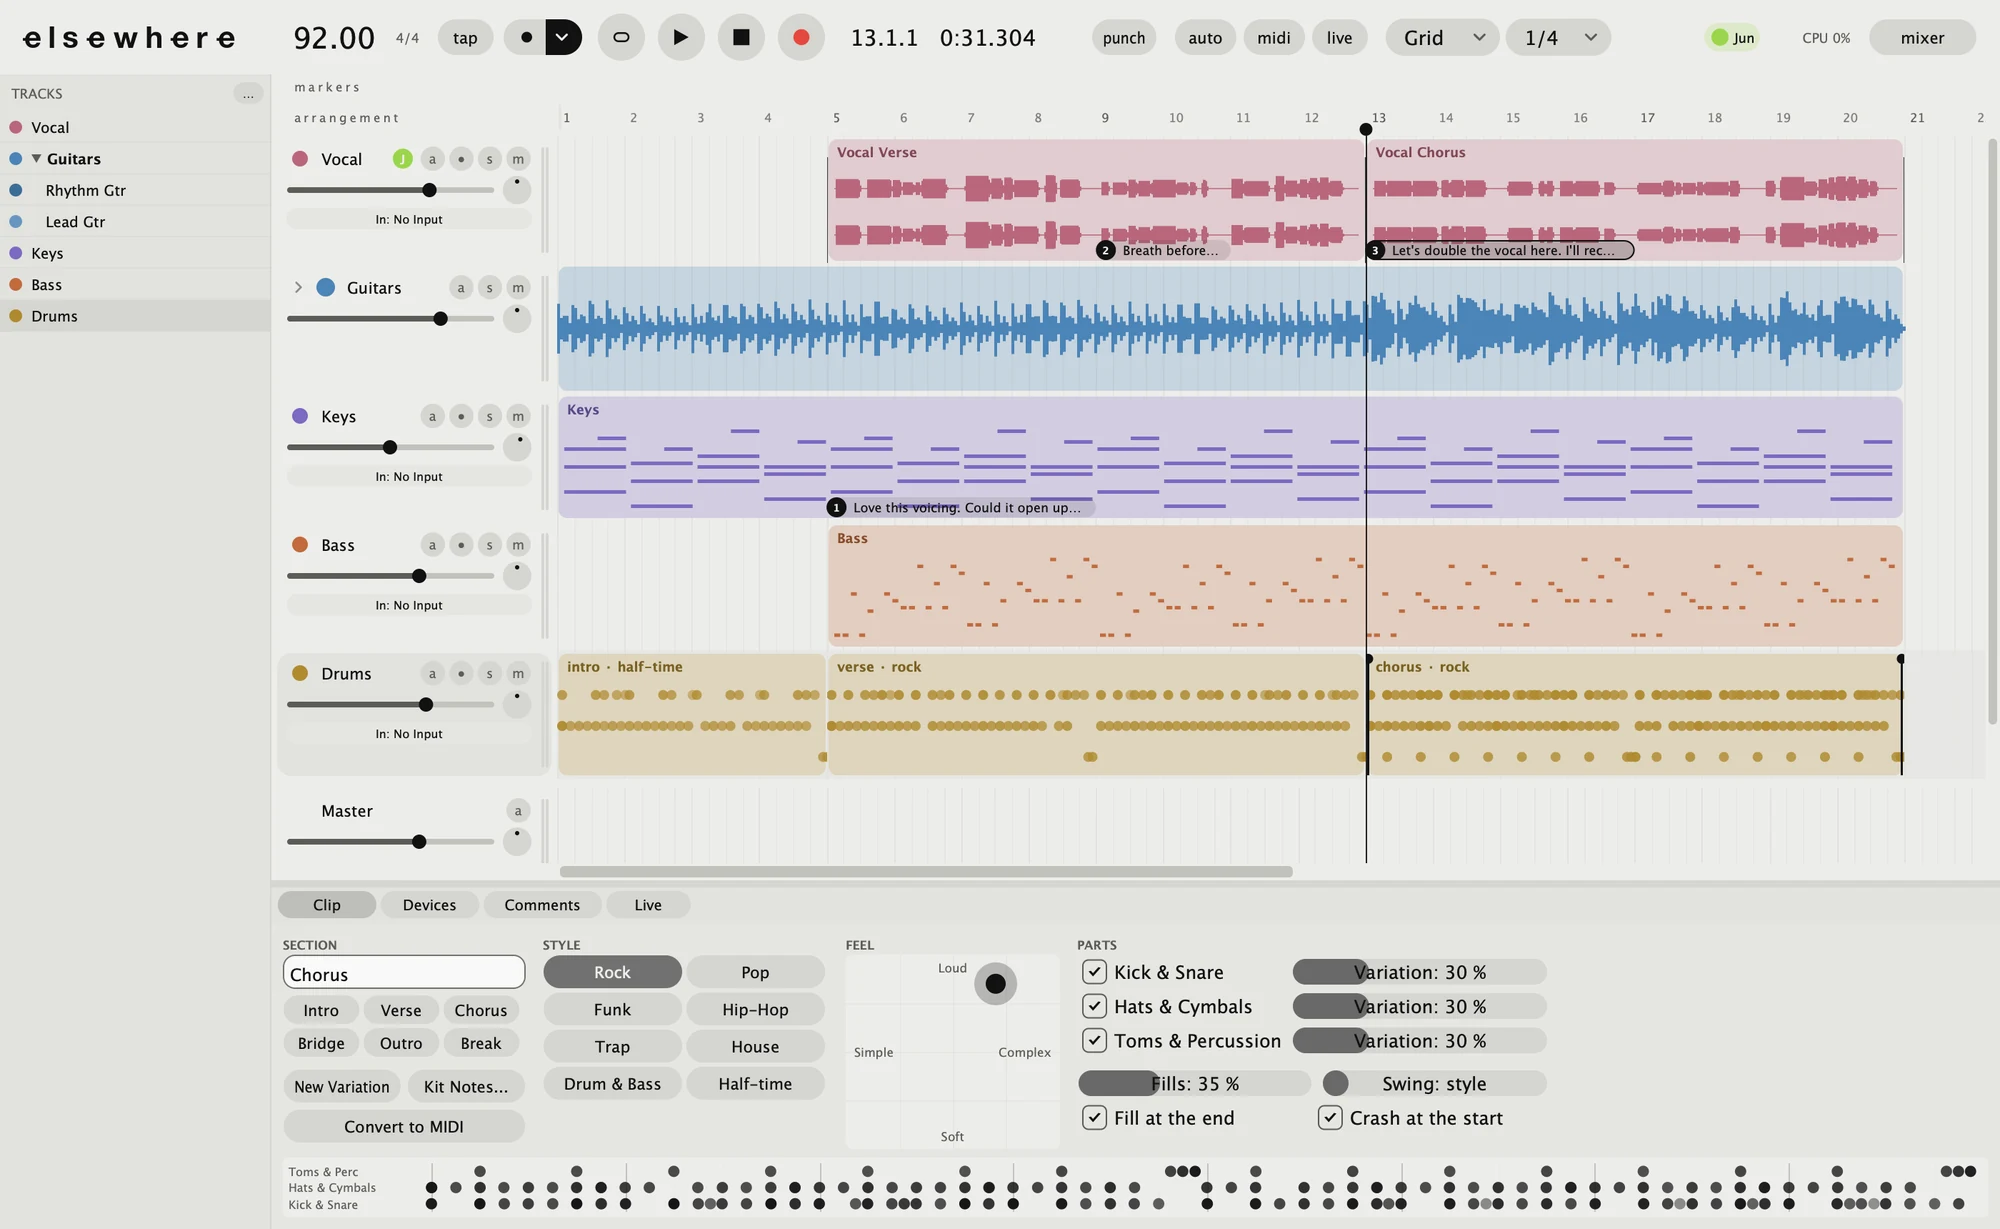 elsewhere
92.00 4/4 tap 13.1.1 0:31.304 punch auto midi live Grid 1/4 Jun CPU 0% mixer
TRACKS ...
Vocal
Guitars
Rhythm Gtr
Lead Gtr
Keys
Bass
Drums
markers
arrangement
1 2 3 4 5 6 7 8 9 10 11 12 13 14 15 16 17 18 19 20 21 2
Vocal J a s m
In: No Input
Vocal Verse
2 Breath before...
Vocal Chorus
3 Let's double the vocal here. I'll rec...
Guitars a s m
Keys a s m
In: No Input
Keys
1 Love this voicing. Could it open up...
Bass a s m
In: No Input
Bass
Drums a s m
In: No Input
intro · half-time
verse · rock
chorus · rock
Master a
Clip Devices Comments Live
SECTION
Chorus
Intro Verse Chorus
Bridge Outro Break
New Variation Kit Notes...
Convert to MIDI
STYLE
Rock Pop
Funk Hip-Hop
Trap House
Drum & Bass Half-time
FEEL
Loud
Simple Complex
Soft
PARTS
Kick & Snare Variation: 30 %
Hats & Cymbals Variation: 30 %
Toms & Percussion Variation: 30 %
Fills: 35 % Swing: style
Fill at the end Crash at the start
Toms & Perc
Hats & Cymbals
Kick & Snare